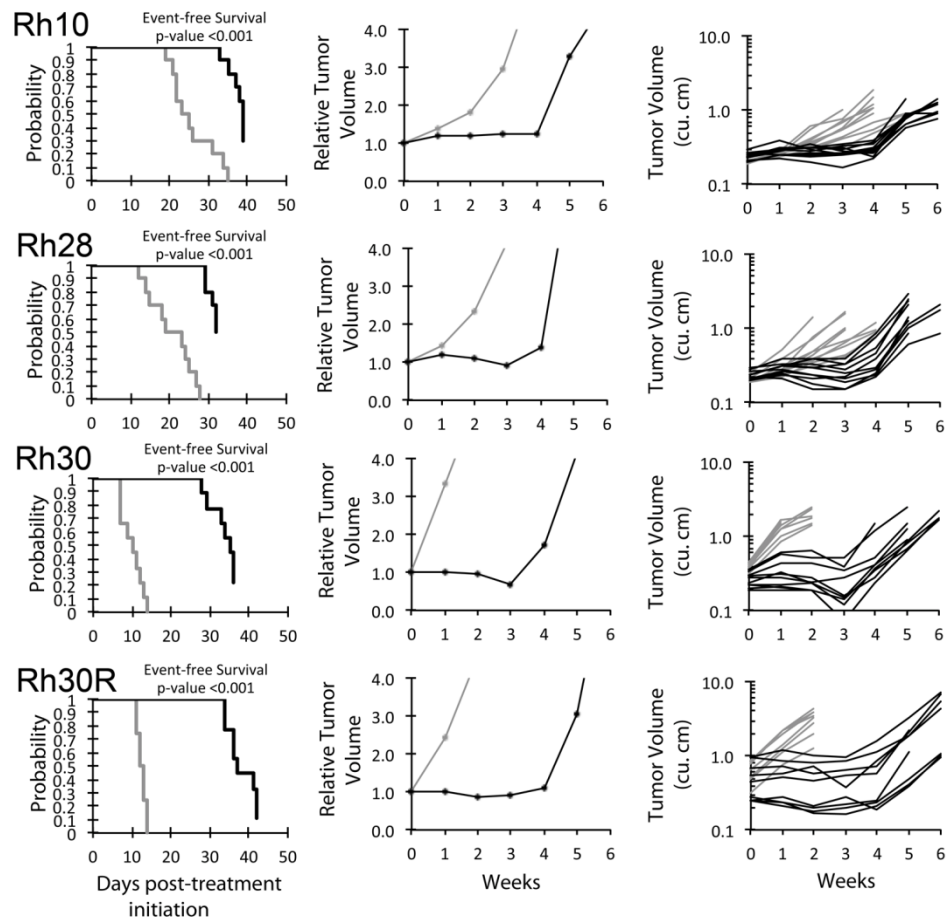 Rh10
Event-free Survival
p-value <0.001
Probability
1
0.9
0.8
0.7
0.6
0.5
0.4
0.3
0.2
0.1
0
0 10 20 30 40 50
Relative Tumor
Volume
4.0
3.0
2.0
1.0
0.0
0 1 2 3 4 5 6
Tumor Volume
(cu. cm)
10.0
1.0
0.1
0 1 2 3 4 5 6
Rh28
Event-free Survival
p-value <0.001
Probability
1
0.9
0.8
0.7
0.6
0.5
0.4
0.3
0.2
0.1
0
0 10 20 30 40 50
Relative Tumor
Volume
4.0
3.0
2.0
1.0
0.0
0 1 2 3 4 5 6
Tumor Volume
(cu. cm)
10.0
1.0
0.1
0 1 2 3 4 5 6
Rh30
Event-free Survival
p-value <0.001
Probability
1
0.9
0.8
0.7
0.6
0.5
0.4
0.3
0.2
0.1
0
0 10 20 30 40 50
Relative Tumor
Volume
4.0
3.0
2.0
1.0
0.0
0 1 2 3 4 5 6
Tumor Volume
(cu. cm)
10.0
1.0
0.1
0 1 2 3 4 5 6
Rh30R
Event-free Survival
p-value <0.001
Probability
1
0.9
0.8
0.7
0.6
0.5
0.4
0.3
0.2
0.1
0
0 10 20 30 40 50
Days post-treatment
initiation
Relative Tumor
Volume
4.0
3.0
2.0
1.0
0.0
0 1 2 3 4 5 6
Weeks
Tumor Volume
(cu. cm)
10.0
1.0
0.1
0 1 2 3 4 5 6
Weeks